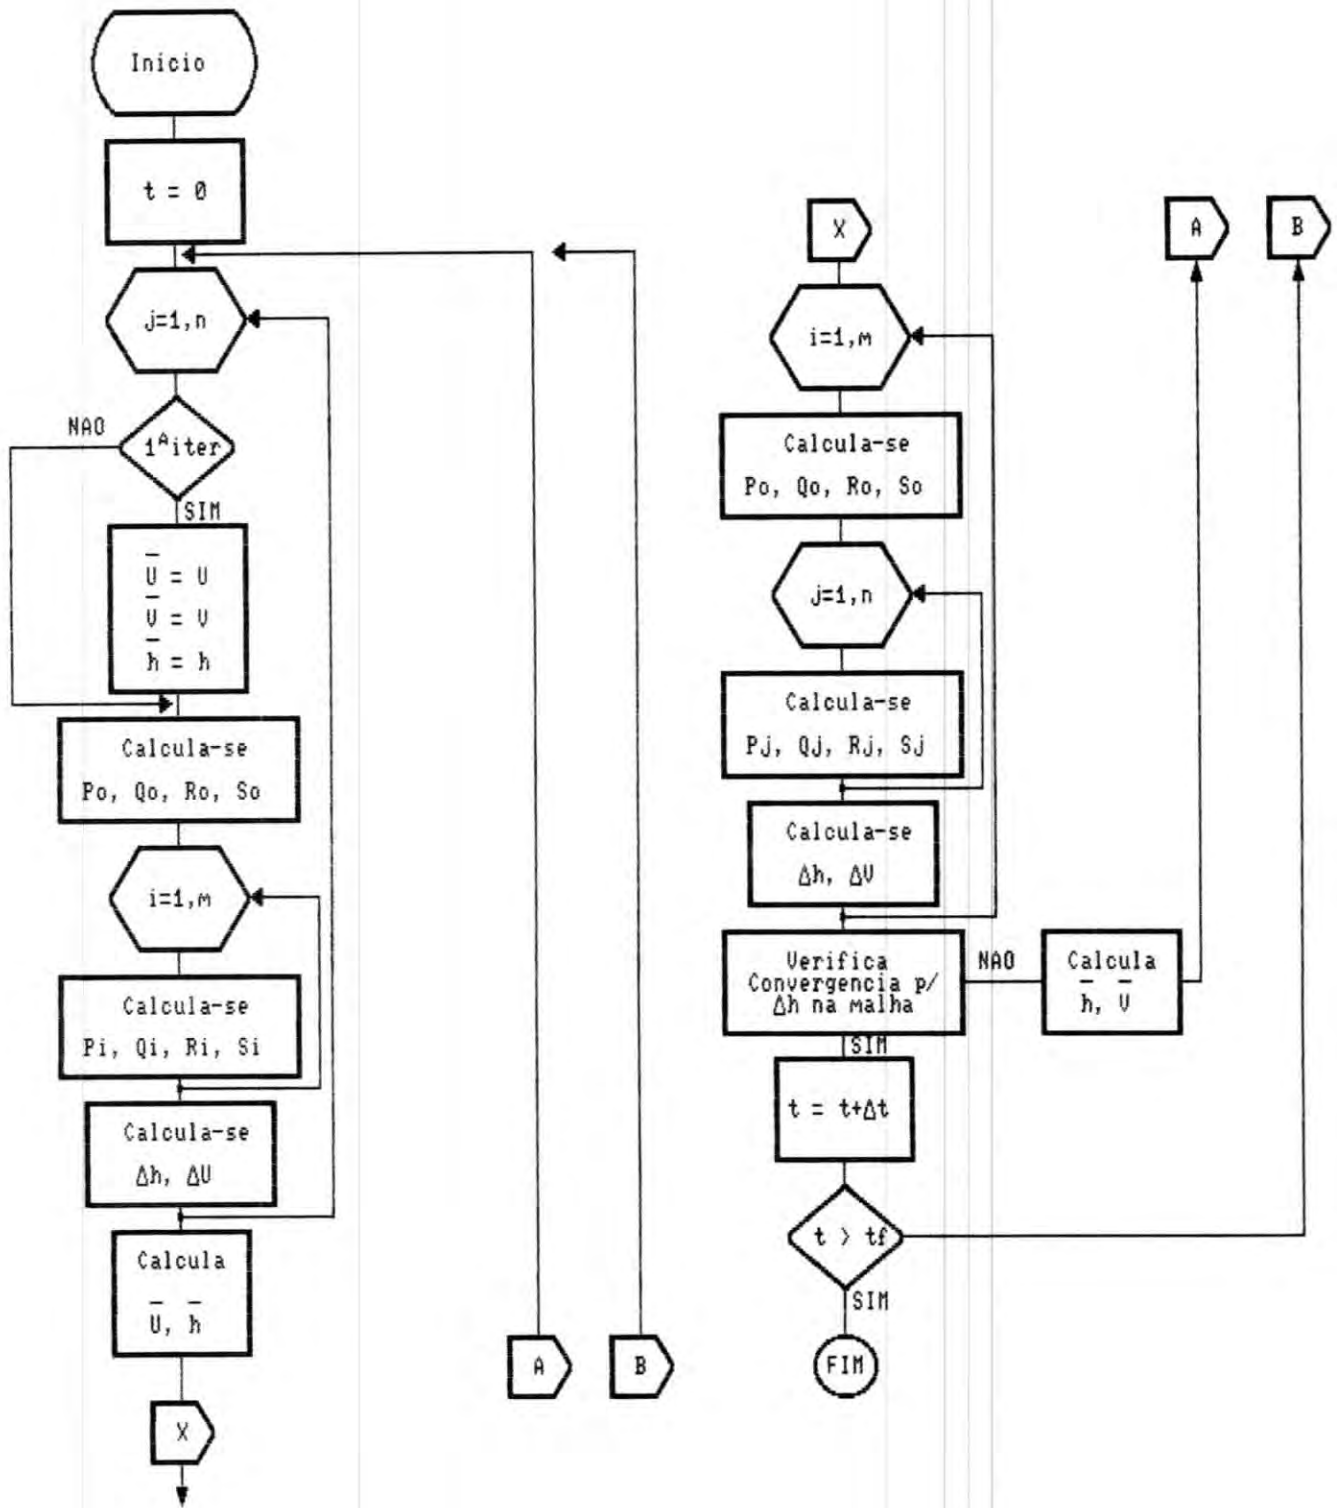 Inicio
t = 0
j=1,n
NAO
1ᴬiter
SIM
U̅ = U
V̅ = V
h̅ = h
Calcula-se
Po, Qo, Ro, So
i=1,m
Calcula-se
Pi, Qi, Ri, Si
Calcula-se
Δh, ΔU
Calcula
U̅, h̅
X
A
B
X
i=1,m
Calcula-se
Po, Qo, Ro, So
j=1,n
Calcula-se
Pj, Qj, Rj, Sj
Calcula-se
Δh, ΔV
Verifica
Convergencia p/
Δh na malha
NAO
Calcula
h̅, V̅
SIM
t = t+Δt
t > tf
SIM
FIM
A
B